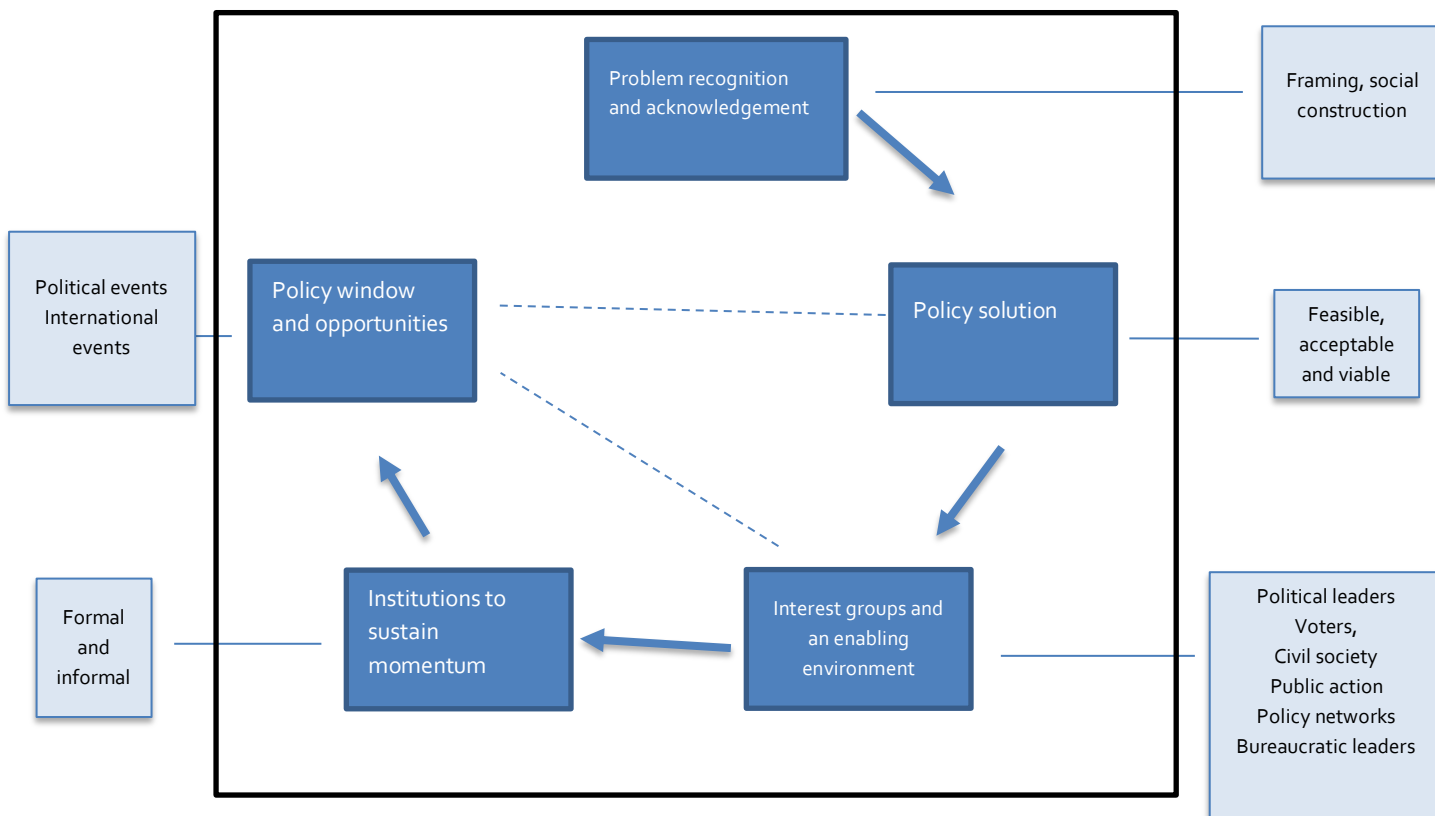 Problem recognition
and acknowledgement
Framing, social
construction
Political events
International
events
Policy window
and opportunities
Policy solution
Feasible,
acceptable
and viable
Formal
and
informal
Institutions to
sustain
momentum
Interest groups and
an enabling
environment
Political leaders
Voters,
Civil society
Public action
Policy networks
Bureaucratic leaders